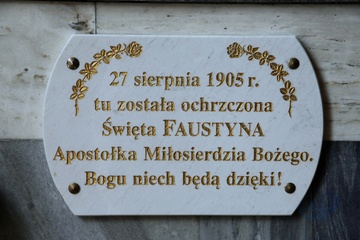 27 sierpnia 1905 r.
tu została ochrzczona
Święta FAUSTYNA
Apostołka Miłosierdzia Bożego.
Bogu niech będą dzięki!